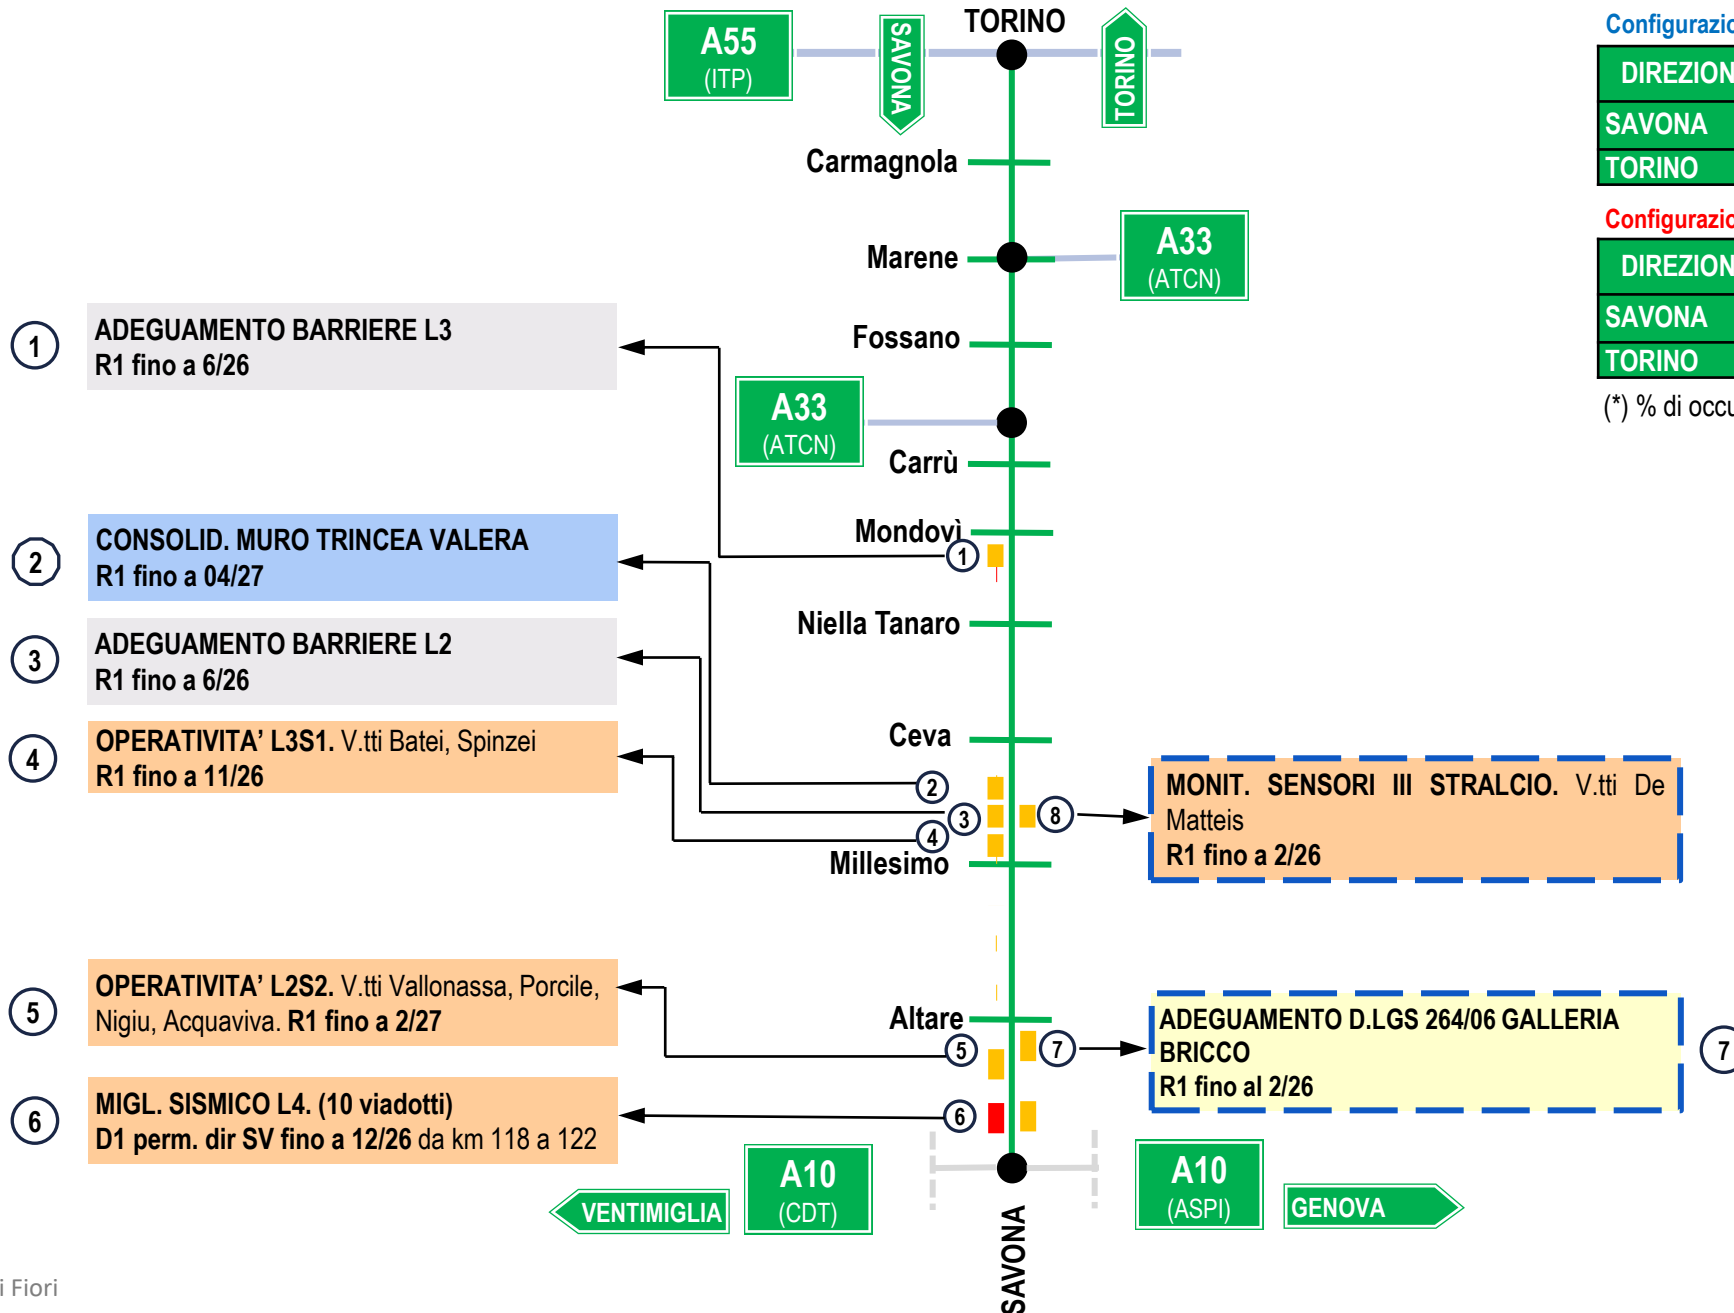 TORINO
A55
(ITP)
SAVONA
TORINO
Carmagnola
Marene
A33
(ATCN)
Fossano
A33
(ATCN)
Carrù
Mondovì
Niella Tanaro
Ceva
Millesimo
Altare
SAVONA
1
ADEGUAMENTO BARRIERE L3
R1 fino a 6/26
2
CONSOLID. MURO TRINCEA VALERA
R1 fino a 04/27
3
ADEGUAMENTO BARRIERE L2
R1 fino a 6/26
4
OPERATIVITA' L3S1. V.tti Batei, Spinzei
R1 fino a 11/26
5
OPERATIVITA' L2S2. V.tti Vallonassa, Porcile,
Nigiu, Acquaviva. R1 fino a 2/27
6
MIGL. SISMICO L4. (10 viadotti)
D1 perm. dir SV fino a 12/26 da km 118 a 122
1
2
3
4
5
6
8
7
MONIT. SENSORI III STRALCIO. V.tti De
Matteis
R1 fino a 2/26
ADEGUAMENTO D.LGS 264/06 GALLERIA
BRICCO
R1 fino al 2/26
7
VENTIMIGLIA
A10
(CDT)
A10
(ASPI)
GENOVA
Configurazio
DIREZION
SAVONA
TORINO
Configurazio
DIREZION
SAVONA
TORINO
(*) % di occu
i Fiori